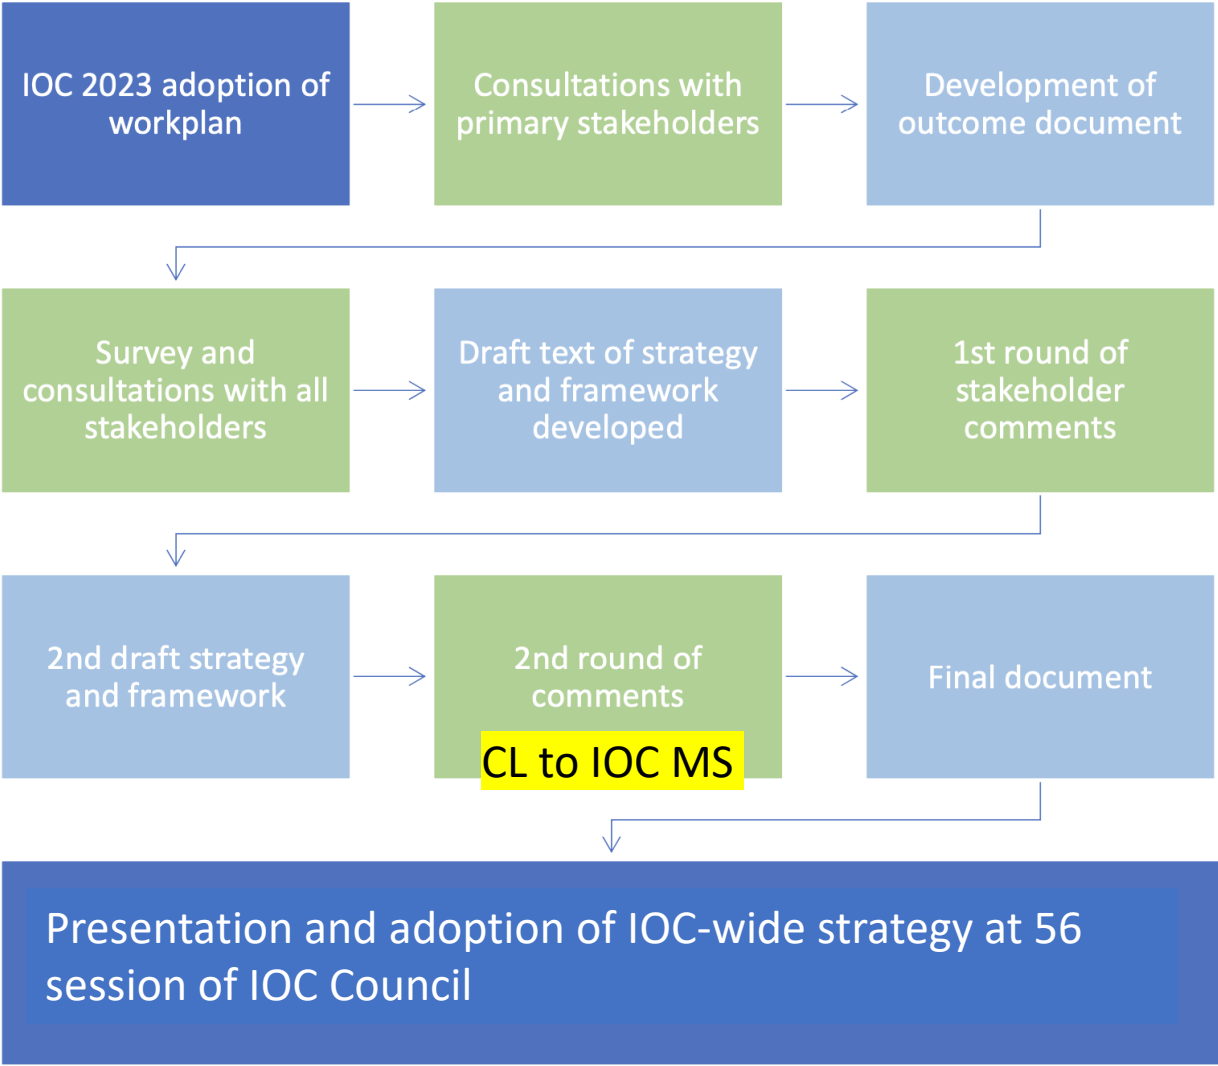 IOC 2023 adoption of
workplan
Consultations with
primary stakeholders
Development of
outcome document
Survey and
consultations with all
stakeholders
Draft text of strategy
and framework
developed
1st round of
stakeholder
comments
2nd draft strategy
and framework
2nd round of
comments
CL to IOC MS
Final document
Presentation and adoption of IOC-wide strategy at 56
session of IOC Council